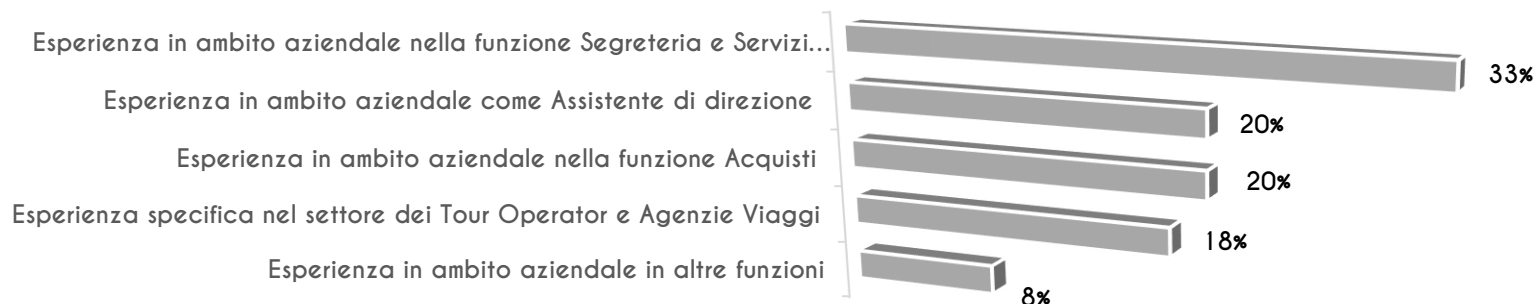 Esperienza in ambito aziendale nella funzione Segreteria e Servizi...
33%
Esperienza in ambito aziendale come Assistente di direzione
20%
Esperienza in ambito aziendale nella funzione Acquisti
20%
Esperienza specifica nel settore dei Tour Operator e Agenzie Viaggi
18%
Esperienza in ambito aziendale in altre funzioni
8%